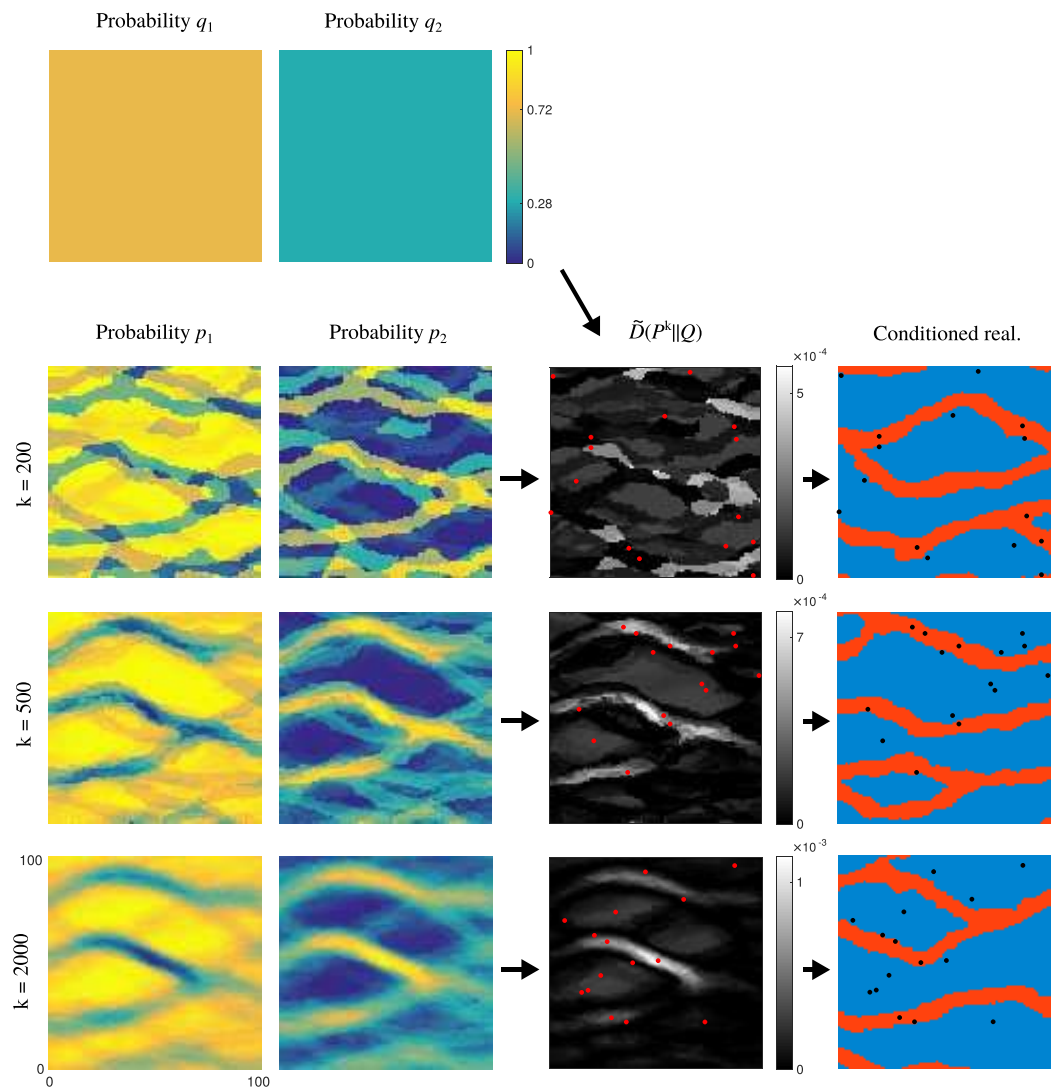 Probability q1
Probability q2
1
0.72
0.28
0
Probability p1
Probability p2
D̃(Pᵏ||Q)
Conditioned real.
k = 200
×10⁻⁴
5
0
k = 500
×10⁻⁴
7
0
k = 2000
100
0
0
100
×10⁻³
1
0